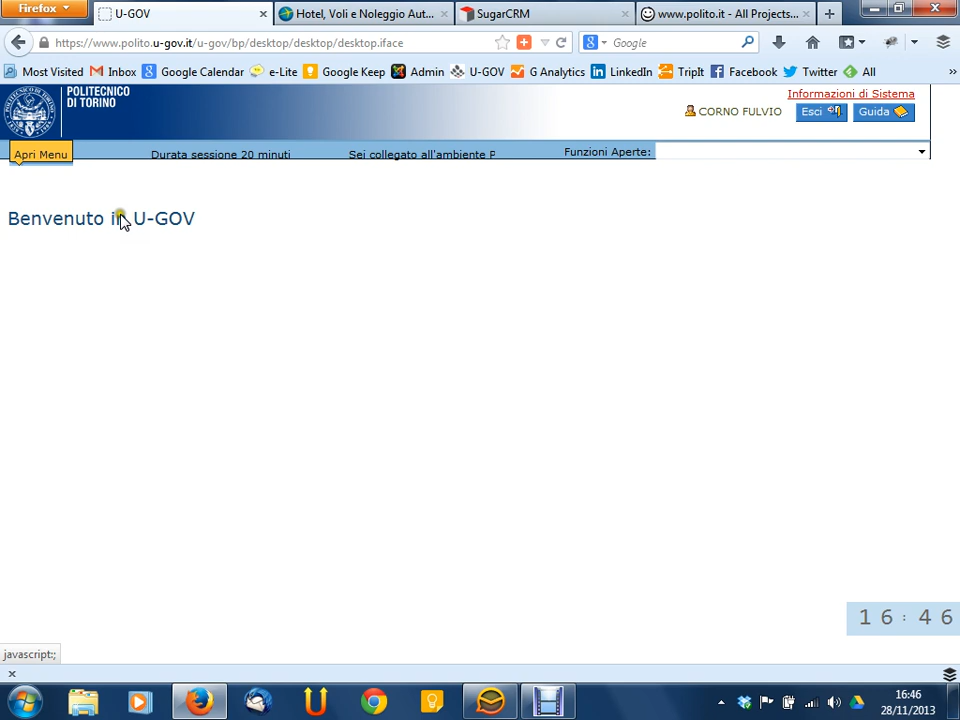 Firefox
U-GOV
Hotel, Voli e Noleggio Aut...
SugarCRM
www.polito.it - All Projects...
https://www.polito.u-gov.it/u-gov/bp/desktop/desktop/desktop.iface
Google
Most Visited Inbox Google Calendar e-Lite Google Keep Admin U-GOV G Analytics LinkedIn TripIt Facebook Twitter All »
POLITECNICO
DI TORINO
Informazioni di Sistema
CORNO FULVIO Esci Guida
Apri Menu Durata sessione 20 minuti Sei collegato all'ambiente P Funzioni Aperte:
Benvenuto in U-GOV
16:46
javascript:;
16:46
28/11/2013